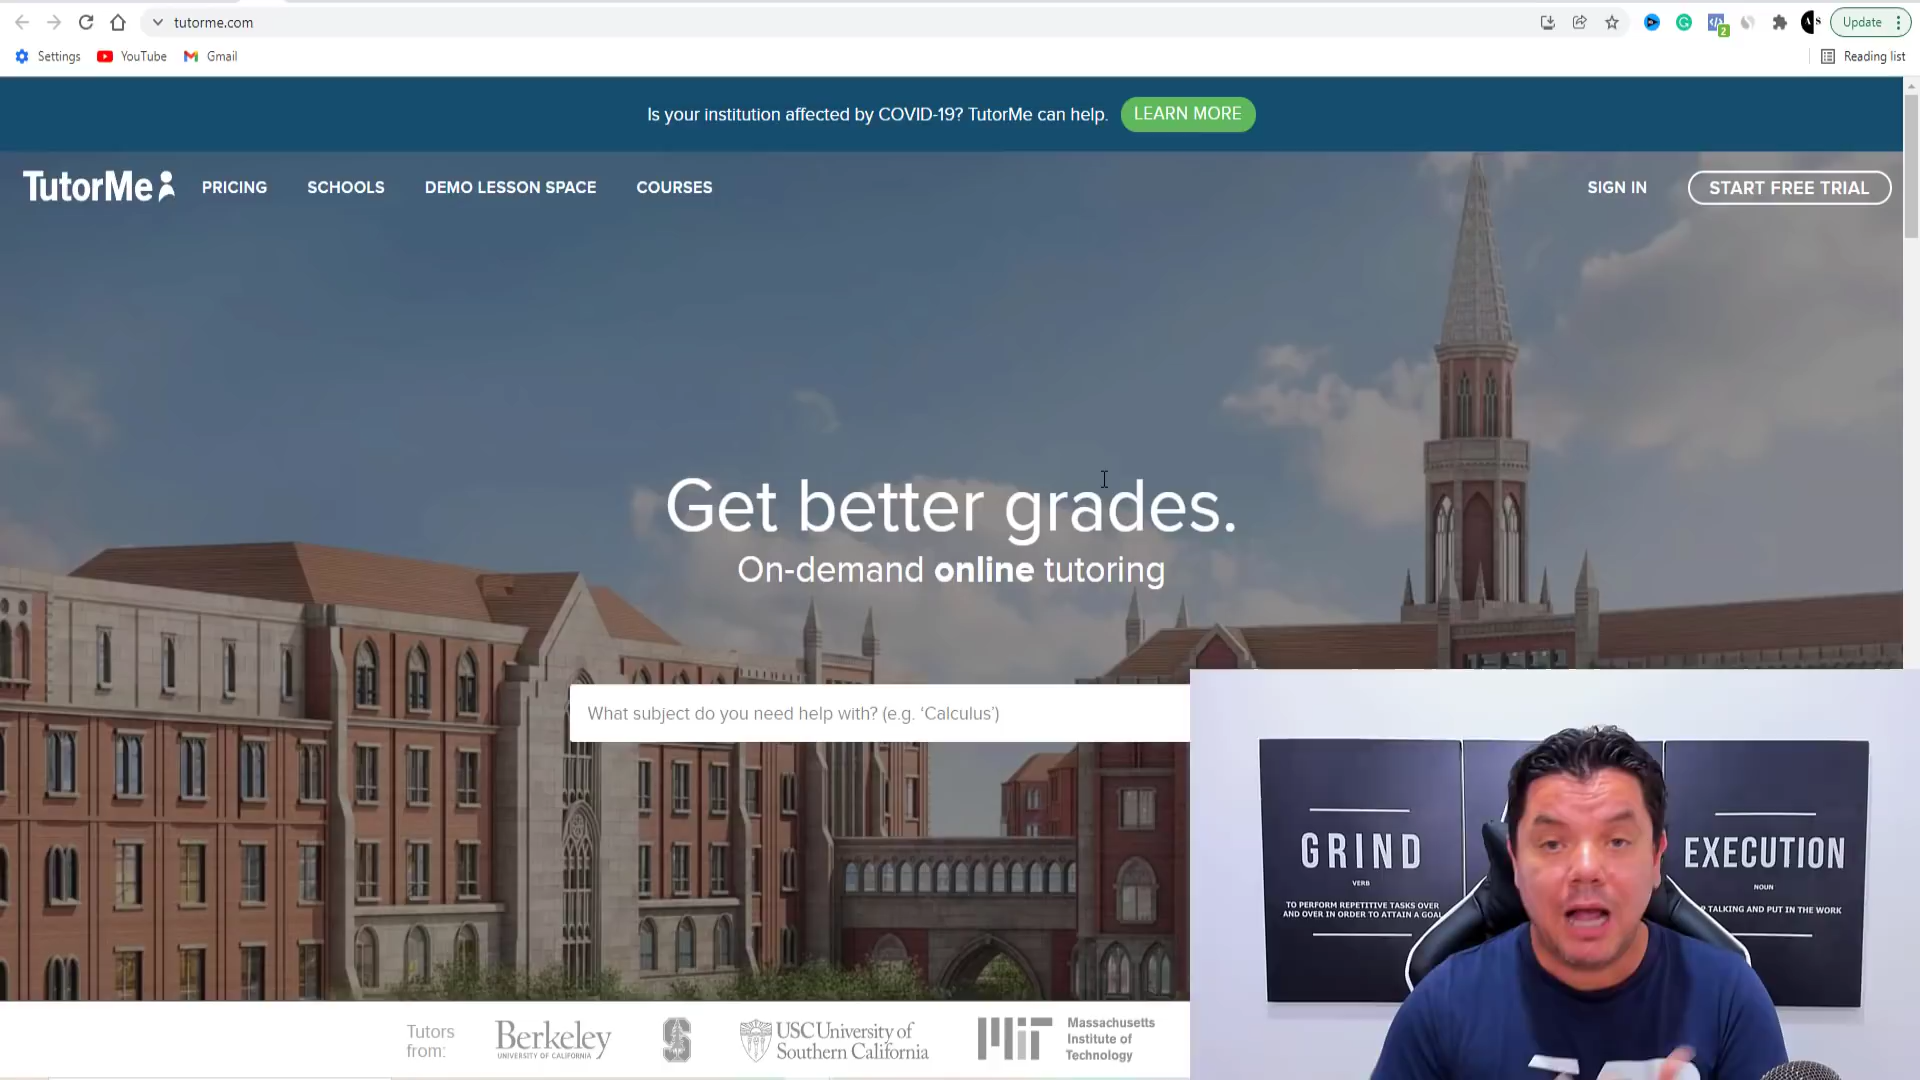 tutorme.com
Update
Settings
YouTube
Gmail
Reading list
2
Is your institution affected by COVID-19? TutorMe can help.
LEARN MORE
TutorMe
PRICING
SCHOOLS
DEMO LESSON SPACE
COURSES
SIGN IN
START FREE TRIAL
Get better grades.
On-demand online tutoring
What subject do you need help with? (e.g. ‘Calculus’)
GRIND
VERB
TO PERFORM REPETITIVE TASKS OVER
AND OVER IN ORDER TO ATTAIN A GOAL
EXECUTION
NOUN
TALKING AND PUT IN THE WORK
Tutors
from:
Berkeley
UNIVERSITY OF CALIFORNIA
USC University of
Southern California
MIT
Massachusetts
Institute of
Technology